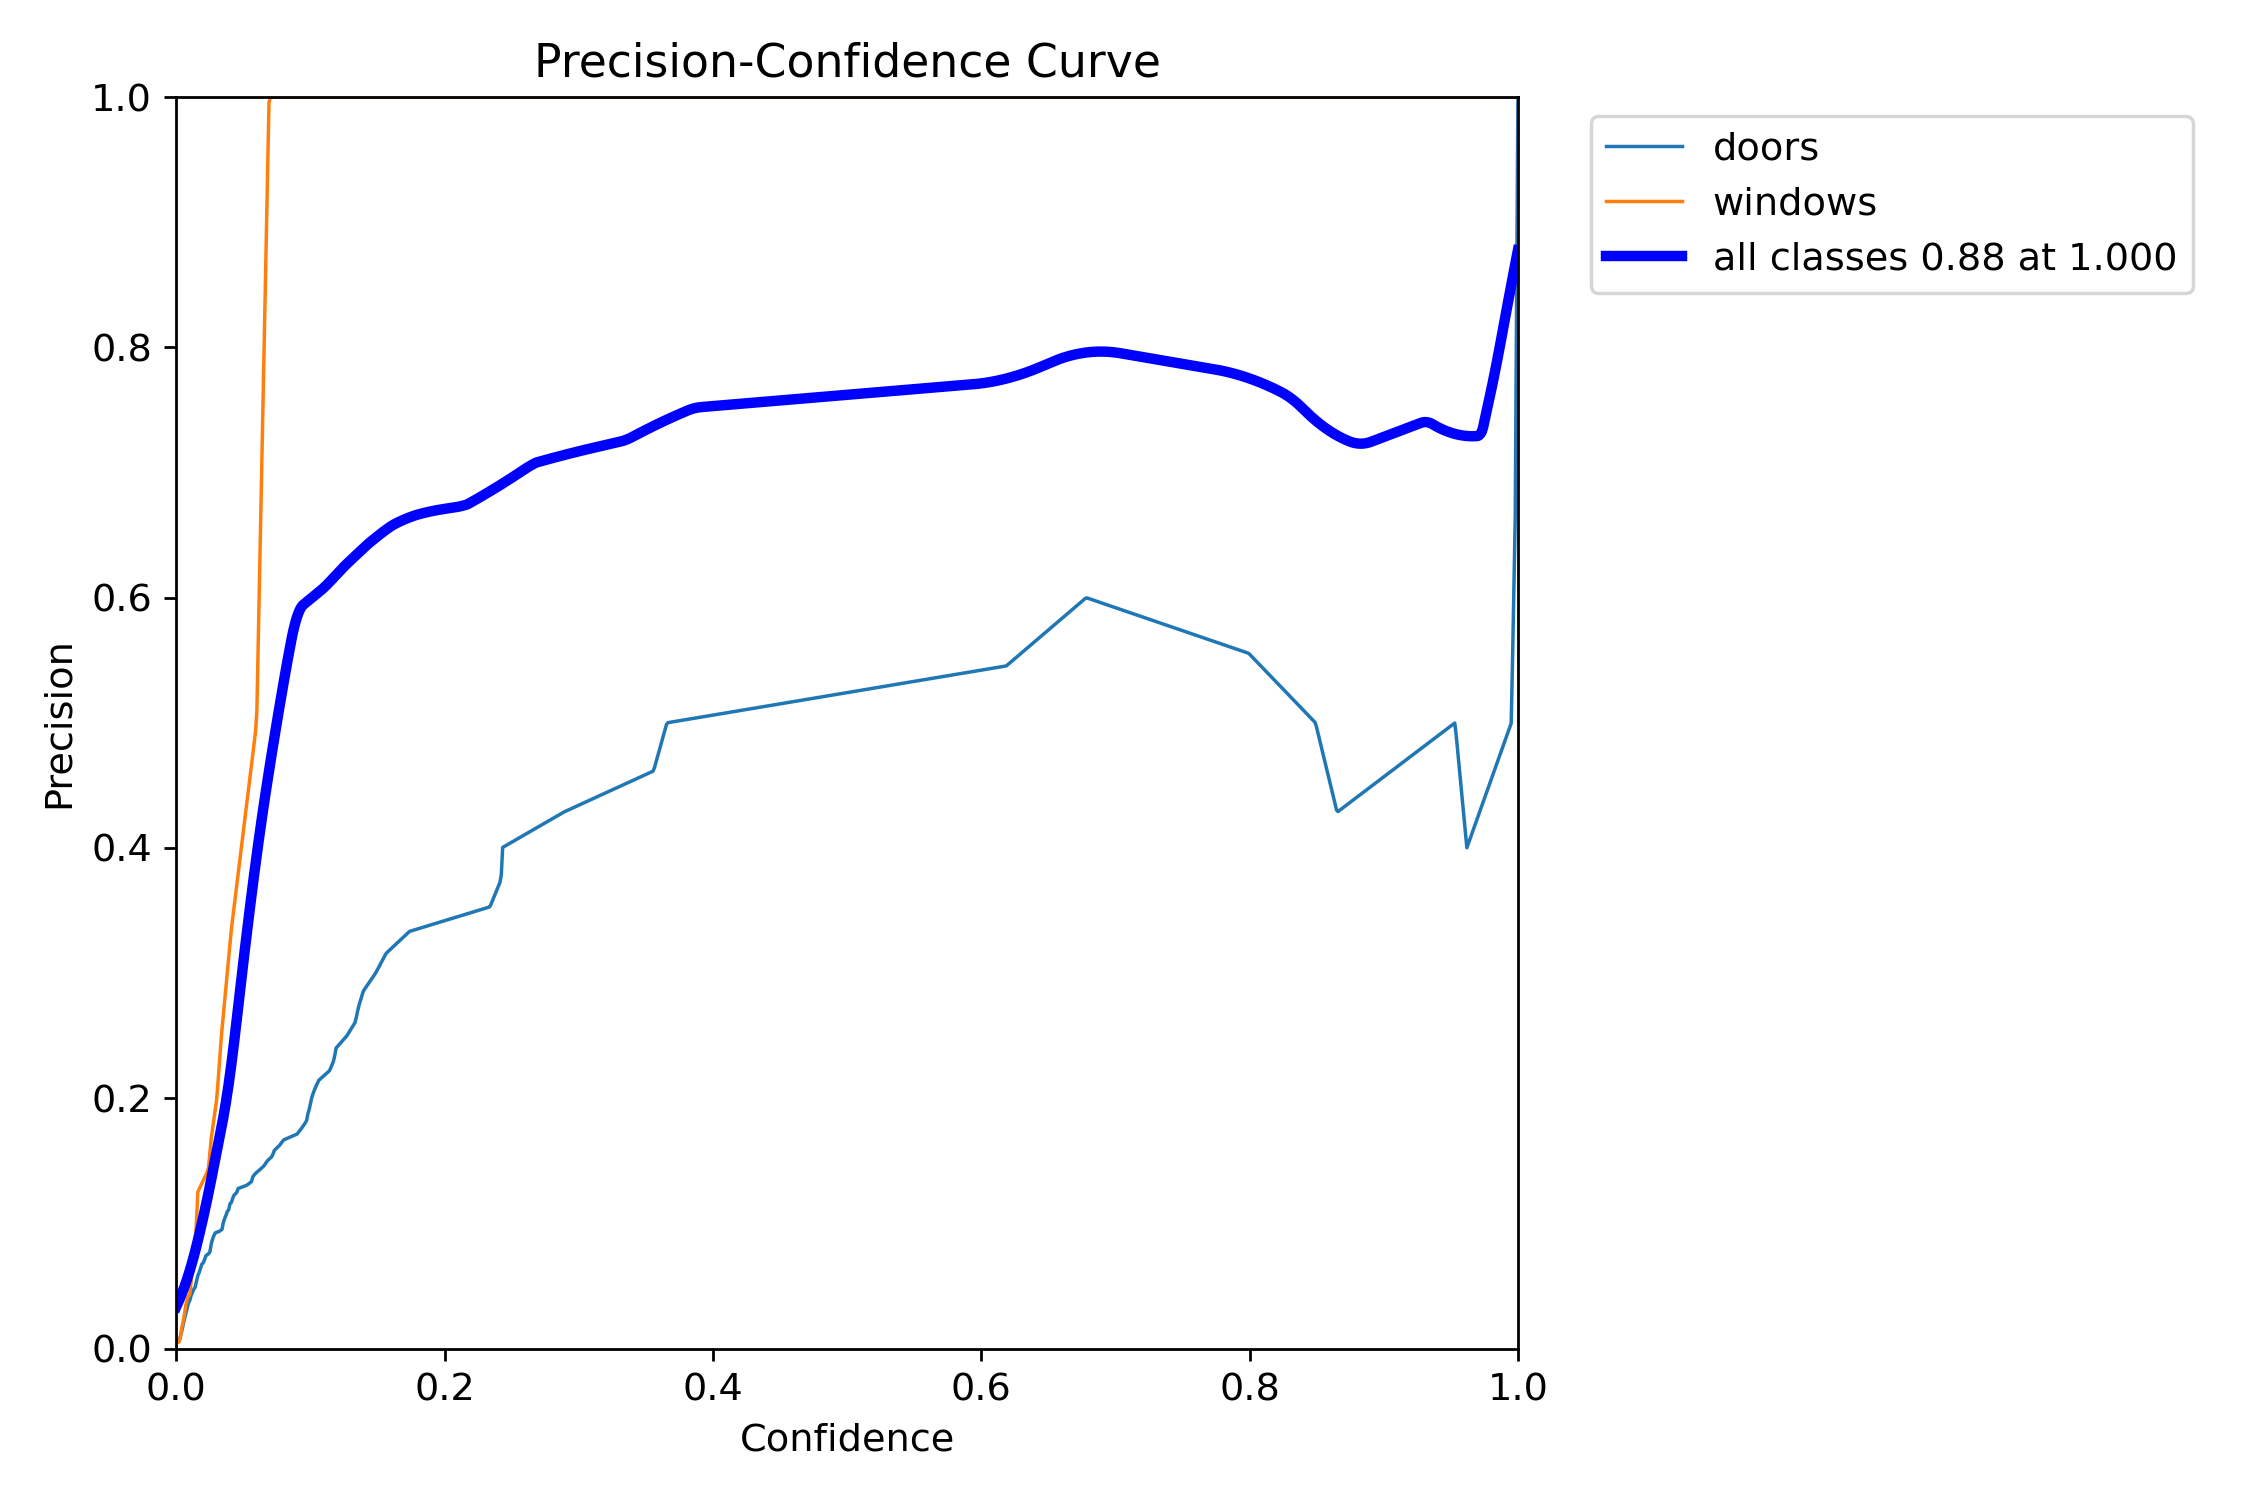 Precision-Confidence Curve
1.0
0.8
0.6
0.4
0.2
0.0
Precision
0.0 0.2 0.4 0.6 0.8 1.0
Confidence
doors
windows
all classes 0.88 at 1.000